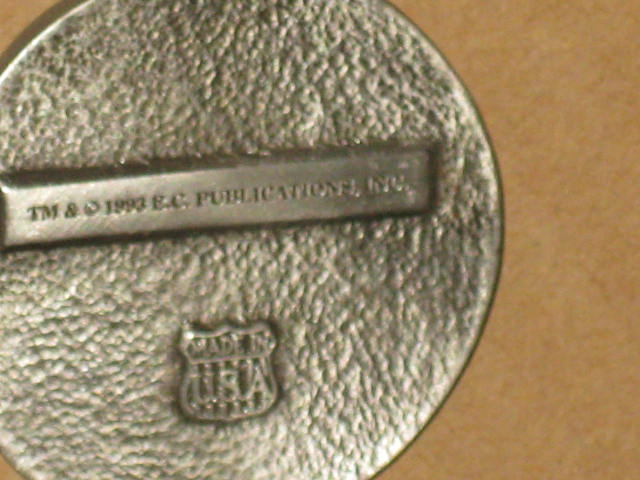 TM & © 1993 E.C. PUBLICATIONS, INC.
MADE IN
USA